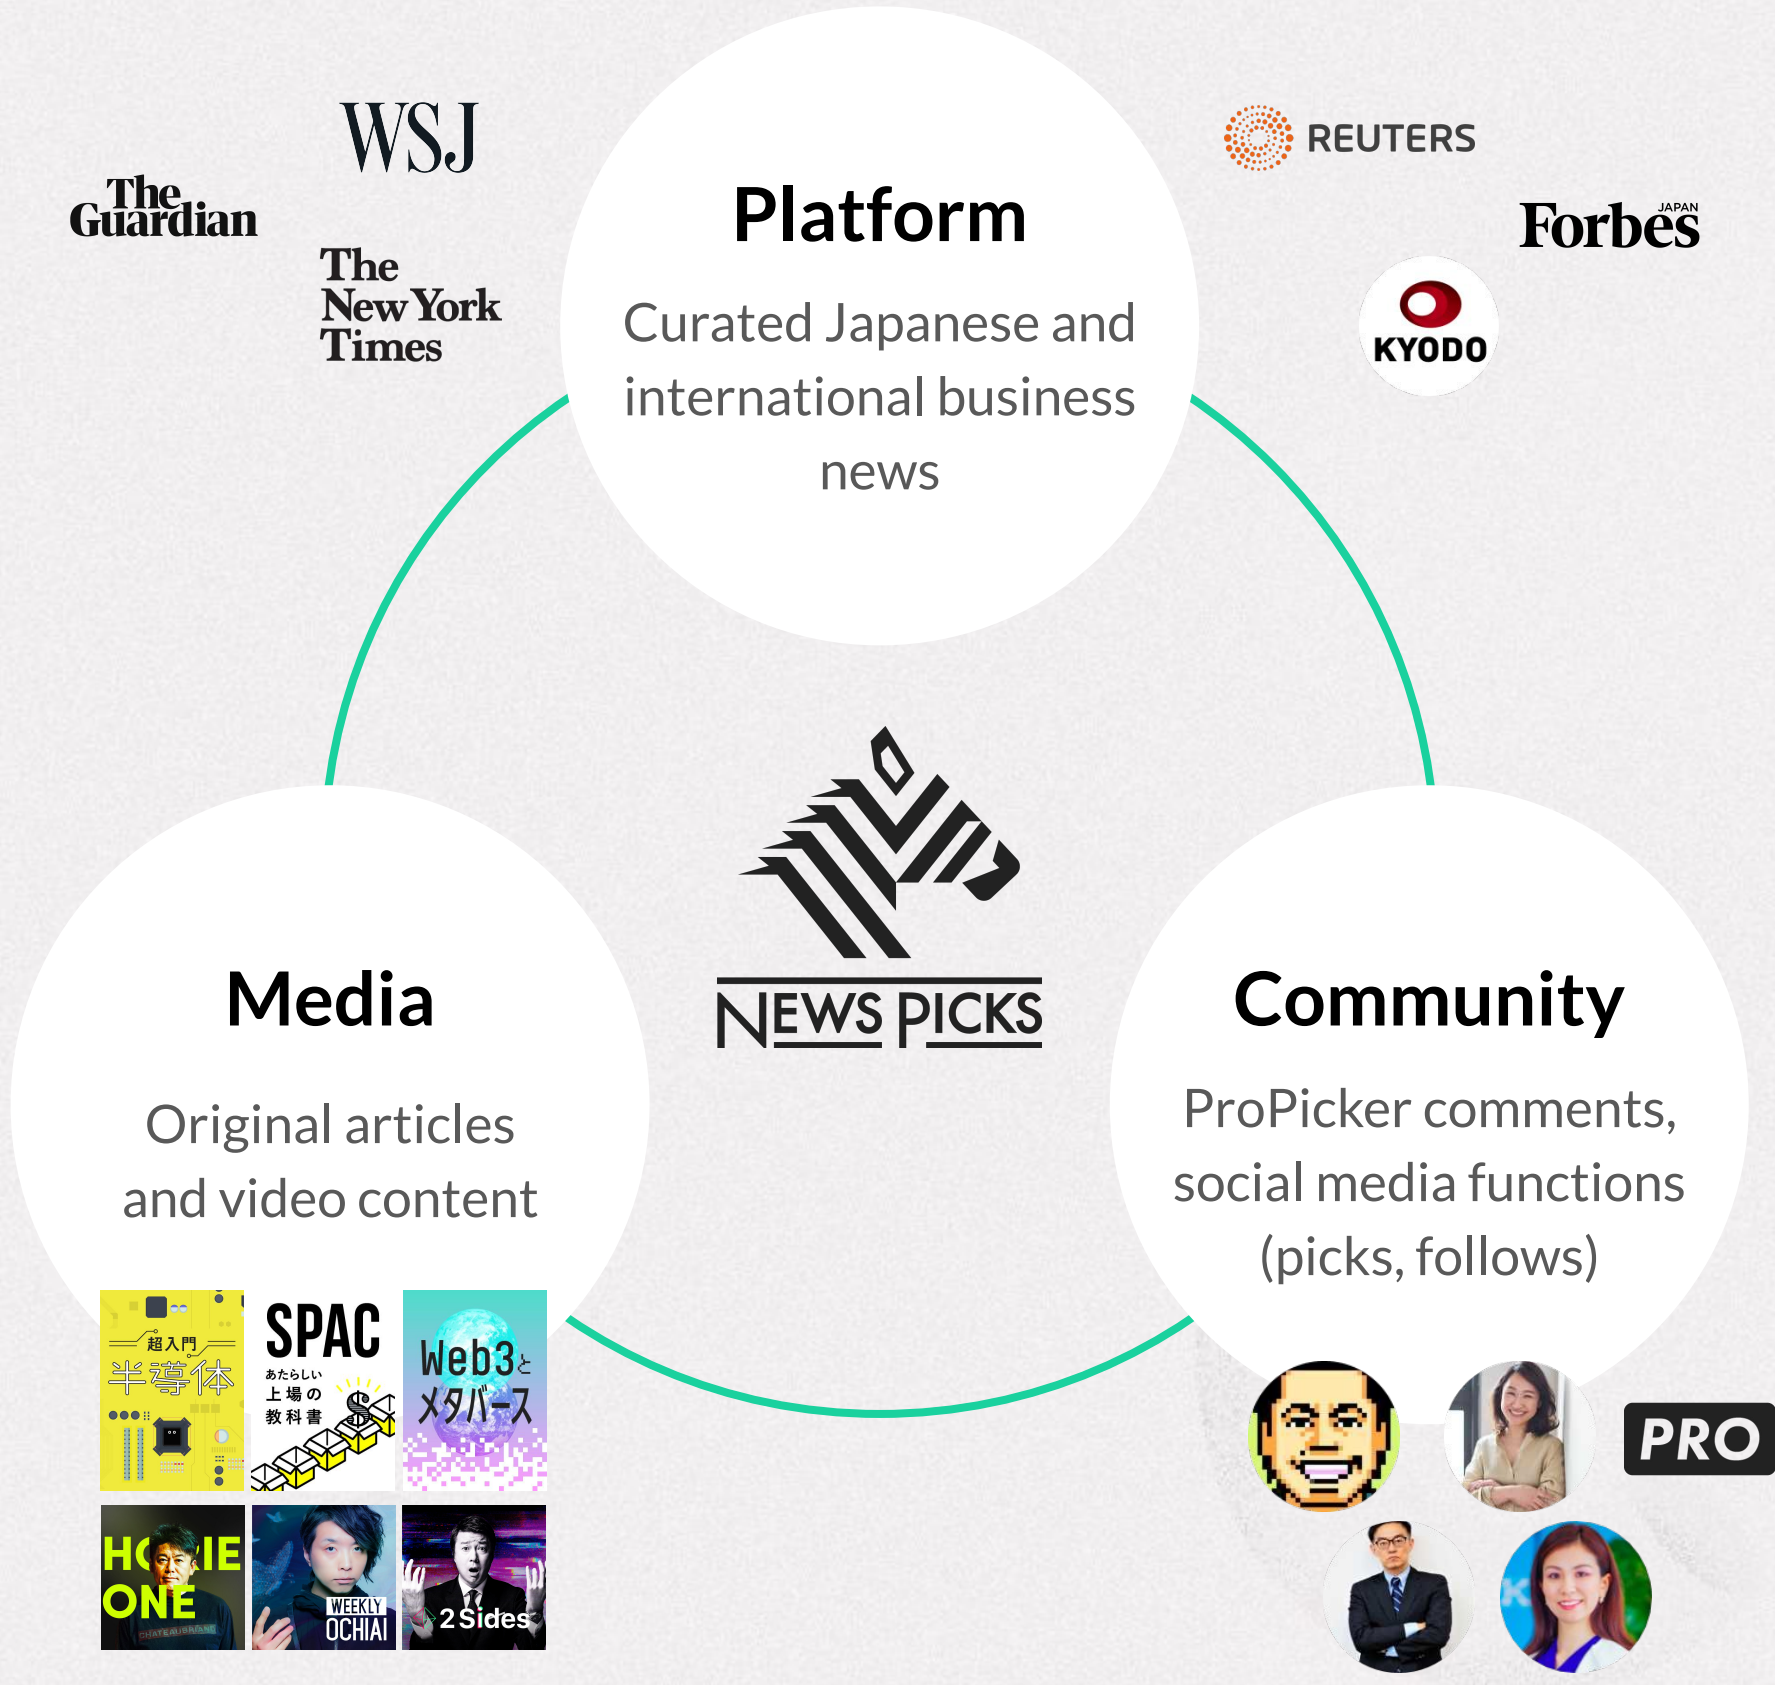 WSJ
The
Guardian
The
New York
Times
REUTERS
Forbes
JAPAN
KYODO
Platform
Curated Japanese and
international business
news
NEWS PICKS
Media
Original articles
and video content
超入門
半導体
SPAC
あたらしい
上場の
教科書
$
Web3と
メタバース
HORIE
ONE
CHATEAUBRIAND
WEEKLY
OCHIAI
2 Sides
Community
ProPicker comments,
social media functions
(picks, follows)
PRO